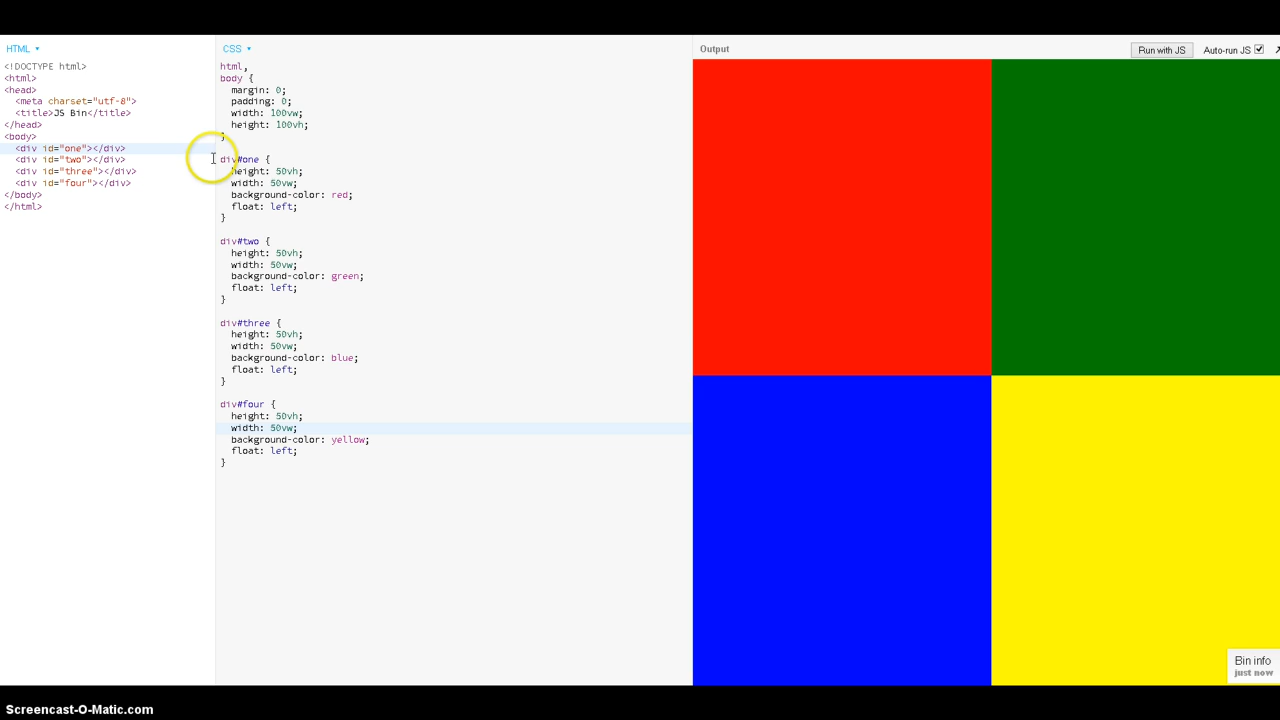 HTML ▾
<!DOCTYPE html>
<html>
<head>
  <meta charset="utf-8">
  <title>JS Bin</title>
</head>
<body>
  <div id="one"></div>
  <div id="two"></div>
  <div id="three"></div>
  <div id="four"></div>
</body>
</html>
CSS ▾
html,
body {
  margin: 0;
  padding: 0;
  width: 100vw;
  height: 100vh;
}
div#one {
  height: 50vh;
  width: 50vw;
  background-color: red;
  float: left;
}
div#two {
  height: 50vh;
  width: 50vw;
  background-color: green;
  float: left;
}
div#three {
  height: 50vh;
  width: 50vw;
  background-color: blue;
  float: left;
}
div#four {
  height: 50vh;
  width: 50vw;
  background-color: yellow;
  float: left;
}
Output
Run with JS
Auto-run JS
Bin info
just now
Screencast-O-Matic.com